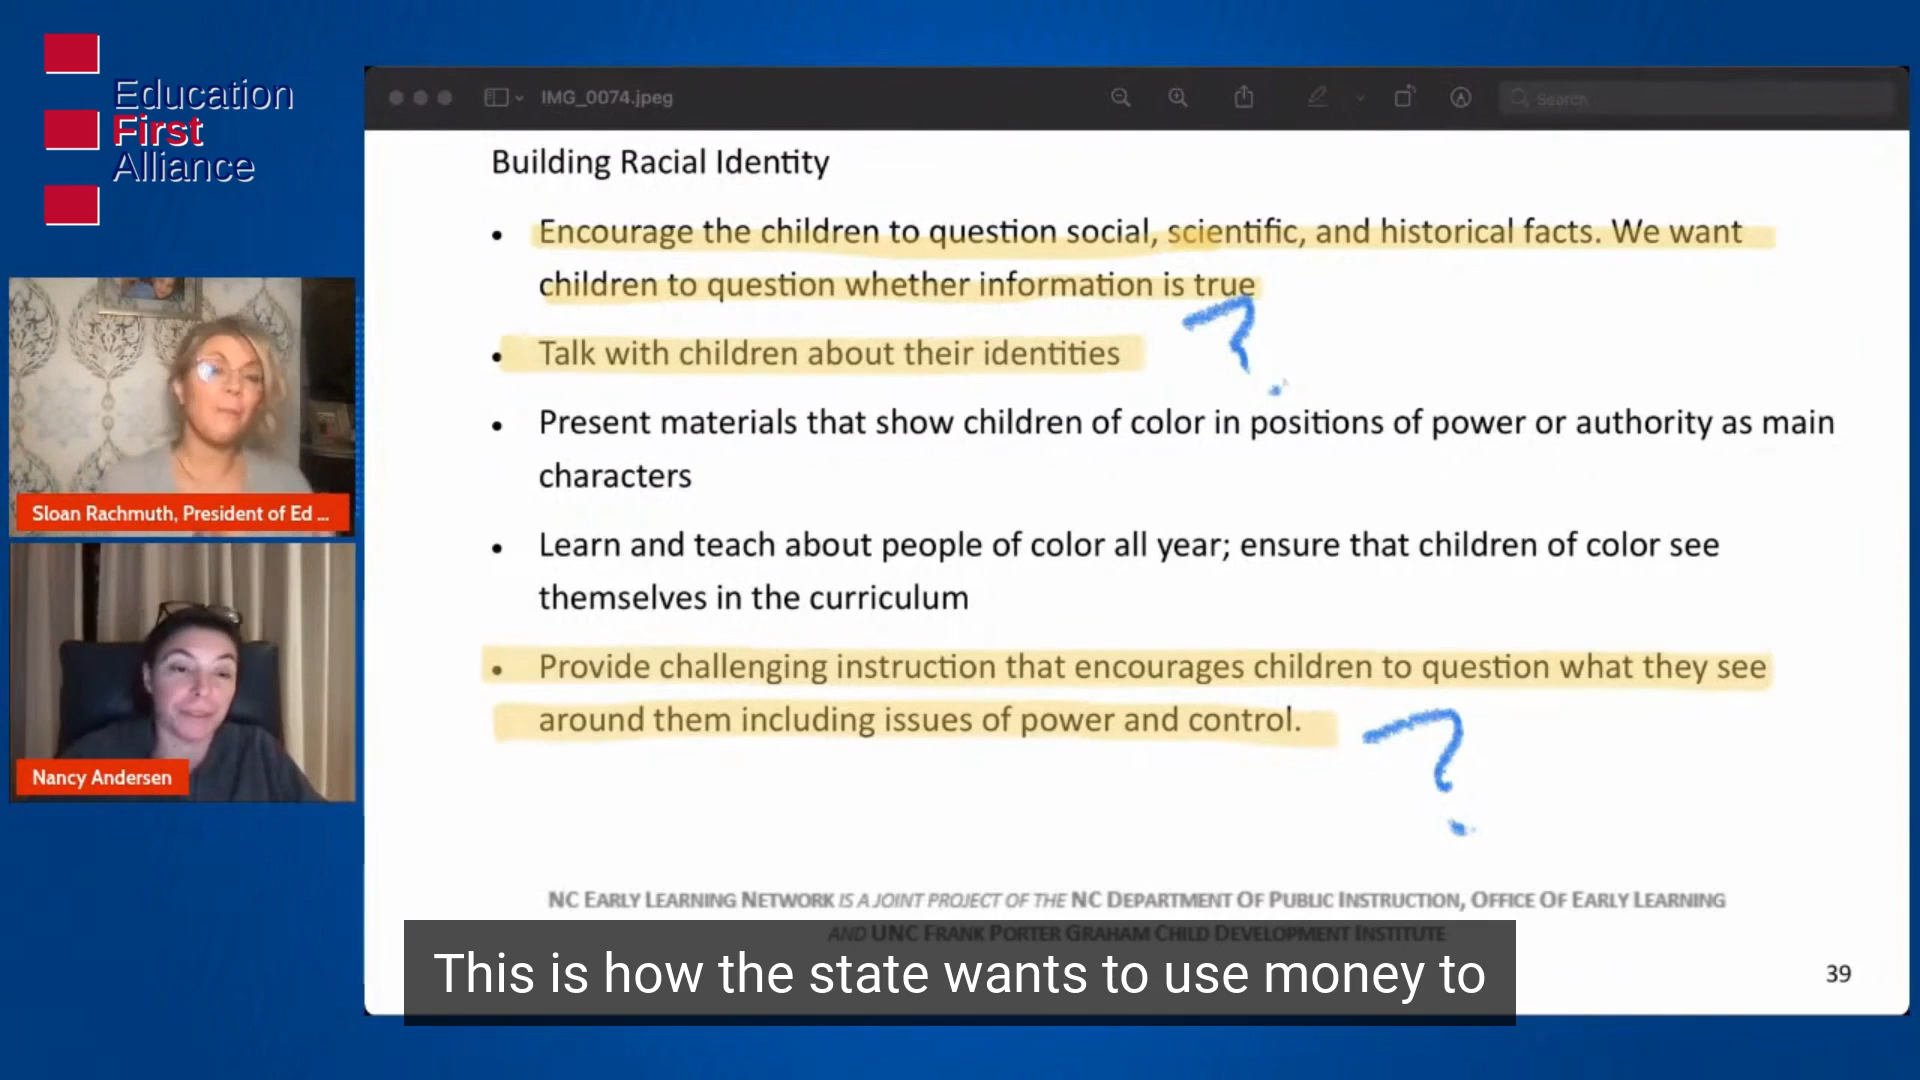 Education
First
Alliance
IMG_0074.jpeg
Search
Building Racial Identity
• Encourage the children to question social, scientific, and historical facts. We want
children to question whether information is true
?
• Talk with children about their identities
• Present materials that show children of color in positions of power or authority as main
characters
• Learn and teach about people of color all year; ensure that children of color see
themselves in the curriculum
• Provide challenging instruction that encourages children to question what they see
around them including issues of power and control.
?
NC EARLY LEARNING NETWORK IS A JOINT PROJECT OF THE NC DEPARTMENT OF PUBLIC INSTRUCTION, OFFICE OF EARLY LEARNING
AND UNC FRANK PORTER GRAHAM CHILD DEVELOPMENT INSTITUTE
39
Sloan Rachmuth, President of Ed ...
Nancy Andersen
This is how the state wants to use money to